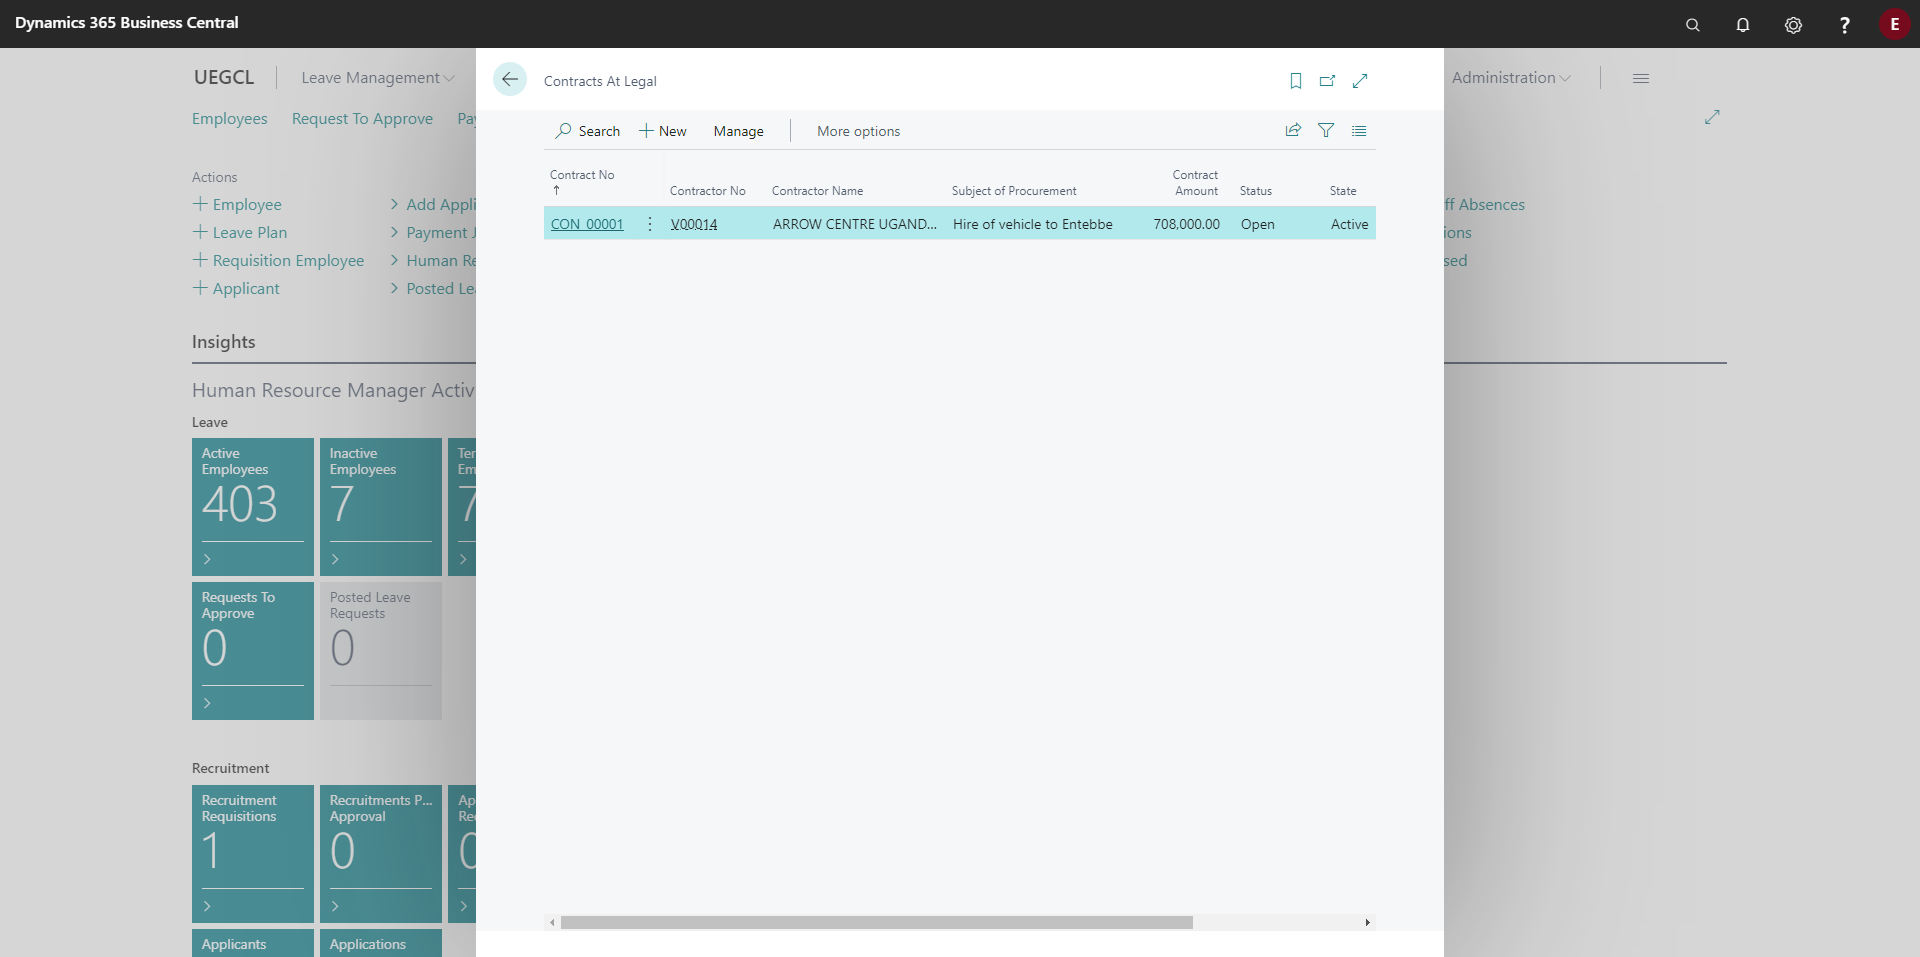 Dynamics 365 Business Central
E
UEGCL
Leave Management
Administration
Employees
Request To Approve
Contracts At Legal
Search
New
Manage
More options
Contract No
Contractor No
Contractor Name
Subject of Procurement
Contract Amount
Status
State
CON_00001
V00014
ARROW CENTRE UGAND...
Hire of vehicle to Entebbe
708,000.00
Open
Active
Actions
Employee
Leave Plan
Requisition Employee
Applicant
Add Appli
Payment J
Human Re
Posted Le
ff Absences
ions
sed
Insights
Human Resource Manager Activ
Leave
Active
Employees
403
Inactive
Employees
7
Ter
Em
7
Requests To
Approve
0
Posted Leave
Requests
0
Recruitment
Recruitment
Requisitions
1
Recruitments P...
Approval
0
Ap
Re
0
Applicants
Applications